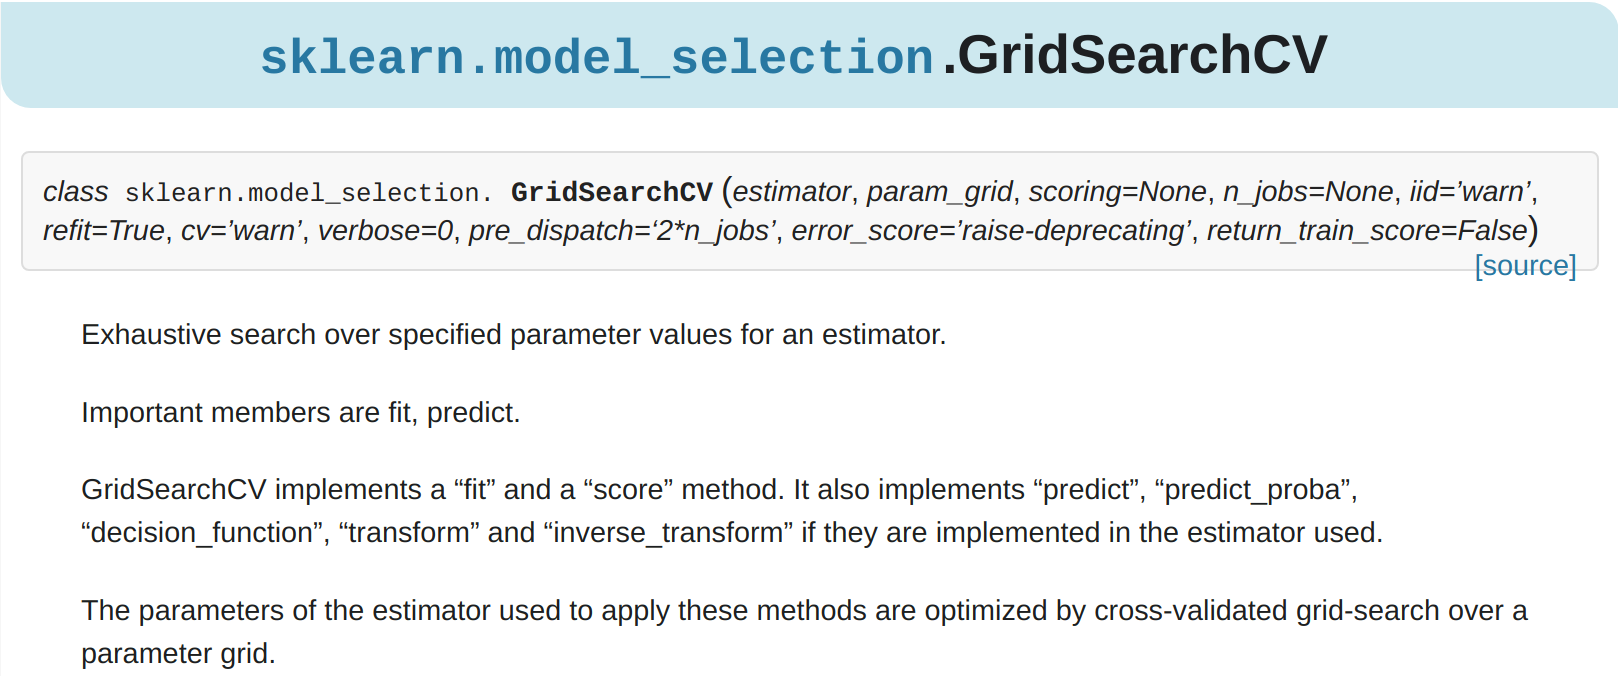 sklearn.model_selection.GridSearchCV
class sklearn.model_selection. GridSearchCV (estimator, param_grid, scoring=None, n_jobs=None, iid=’warn’,
refit=True, cv=’warn’, verbose=0, pre_dispatch=‘2*n_jobs’, error_score=’raise-deprecating’, return_train_score=False)
[source]
Exhaustive search over specified parameter values for an estimator.
Important members are fit, predict.
GridSearchCV implements a “fit” and a “score” method. It also implements “predict”, “predict_proba”,
“decision_function”, “transform” and “inverse_transform” if they are implemented in the estimator used.
The parameters of the estimator used to apply these methods are optimized by cross-validated grid-search over a
parameter grid.